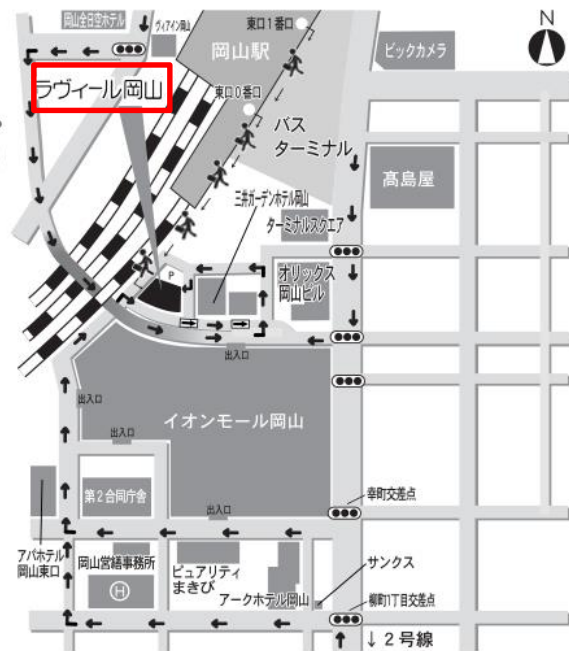 岡山全日空ホテル
ヴィアイン岡山
東口1番口
N
岡山駅
ビックカメラ
ラヴィール岡山
東口0番口
バス
ターミナル
髙島屋
三井ガーデンホテル岡山
ターミナルスクエア
P
オリックス
岡山ビル
出入口
出入口
イオンモール岡山
出入口
第2合同庁舎
出入口
幸町交差点
アパホテル
岡山東口
岡山営繕事務所
H
ピュアリティ
まきび
アークホテル岡山
サンクス
柳町1丁目交差点
↓2号線